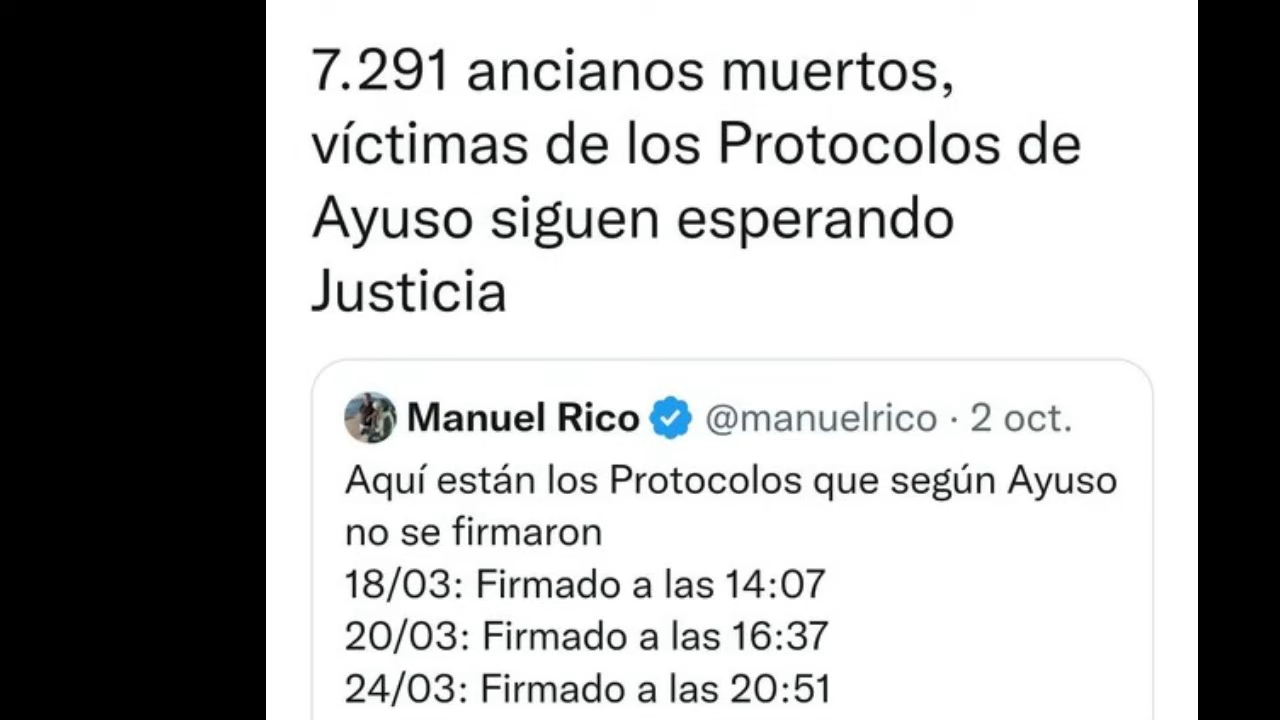 7.291 ancianos muertos,
víctimas de los Protocolos de
Ayuso siguen esperando
Justicia
Manuel Rico @manuelrico · 2 oct.
Aquí están los Protocolos que según Ayuso
no se firmaron
18/03: Firmado a las 14:07
20/03: Firmado a las 16:37
24/03: Firmado a las 20:51